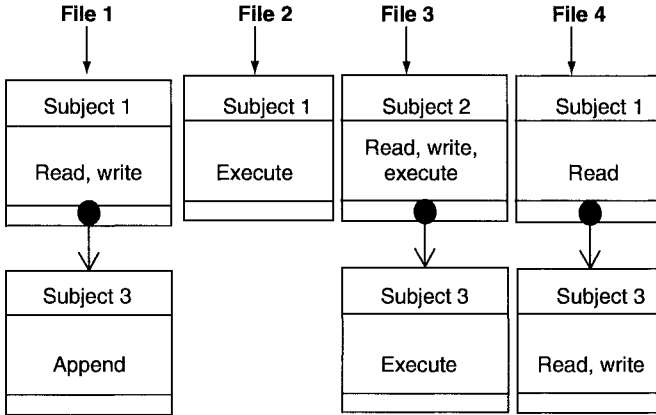 File 1
File 2
File 3
File 4
Subject 1
Subject 1
Subject 2
Subject 1
Read, write
Execute
Read, write,
execute
Read
Subject 3
Subject 3
Subject 3
Append
Execute
Read, write